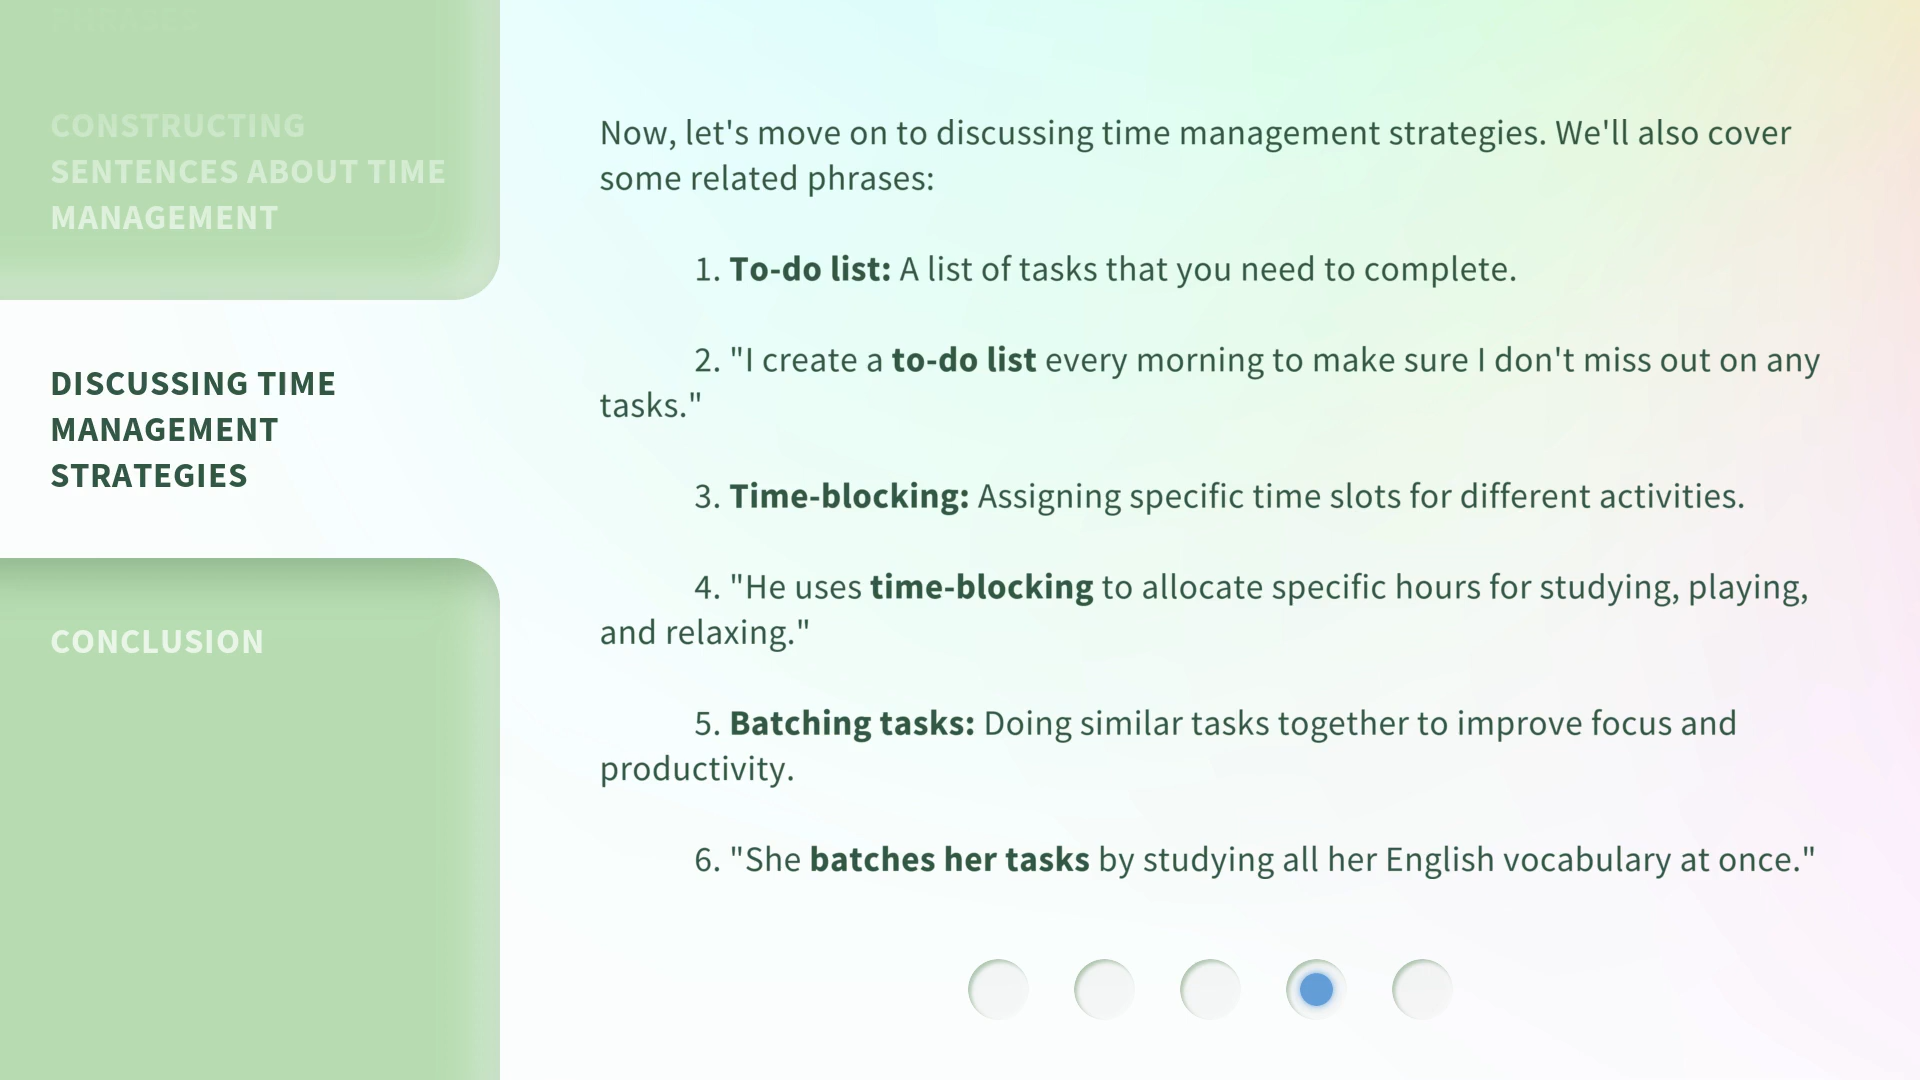 PHRASES
CONSTRUCTING
SENTENCES ABOUT TIME
MANAGEMENT
DISCUSSING TIME
MANAGEMENT
STRATEGIES
CONCLUSION
Now, let's move on to discussing time management strategies. We'll also cover
some related phrases:
1. To-do list: A list of tasks that you need to complete.
2. "I create a to-do list every morning to make sure I don't miss out on any
tasks."
3. Time-blocking: Assigning specific time slots for different activities.
4. "He uses time-blocking to allocate specific hours for studying, playing,
and relaxing."
5. Batching tasks: Doing similar tasks together to improve focus and
productivity.
6. "She batches her tasks by studying all her English vocabulary at once."